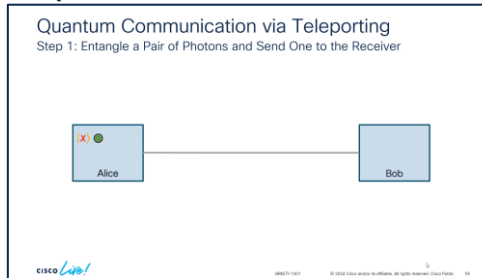 Quantum Communication via Teleporting
Step 1: Entangle a Pair of Photons and Send One to the Receiver
(X)
Alice
Bob
CISCO Live!
© 2024 Cisco and/or its affiliates. All rights reserved. Cisco Public